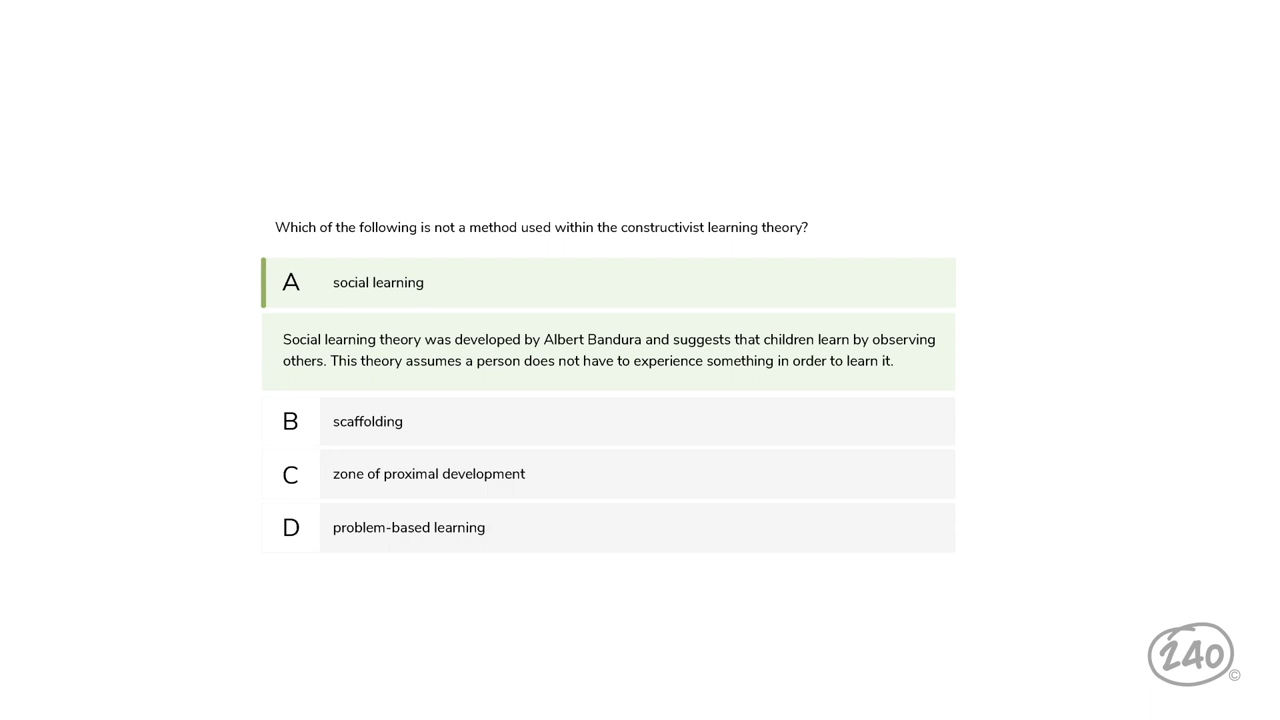 Which of the following is not a method used within the constructivist learning theory?
A social learning
Social learning theory was developed by Albert Bandura and suggests that children learn by observing
others. This theory assumes a person does not have to experience something in order to learn it.
B scaffolding
C zone of proximal development
D problem-based learning
240 ©